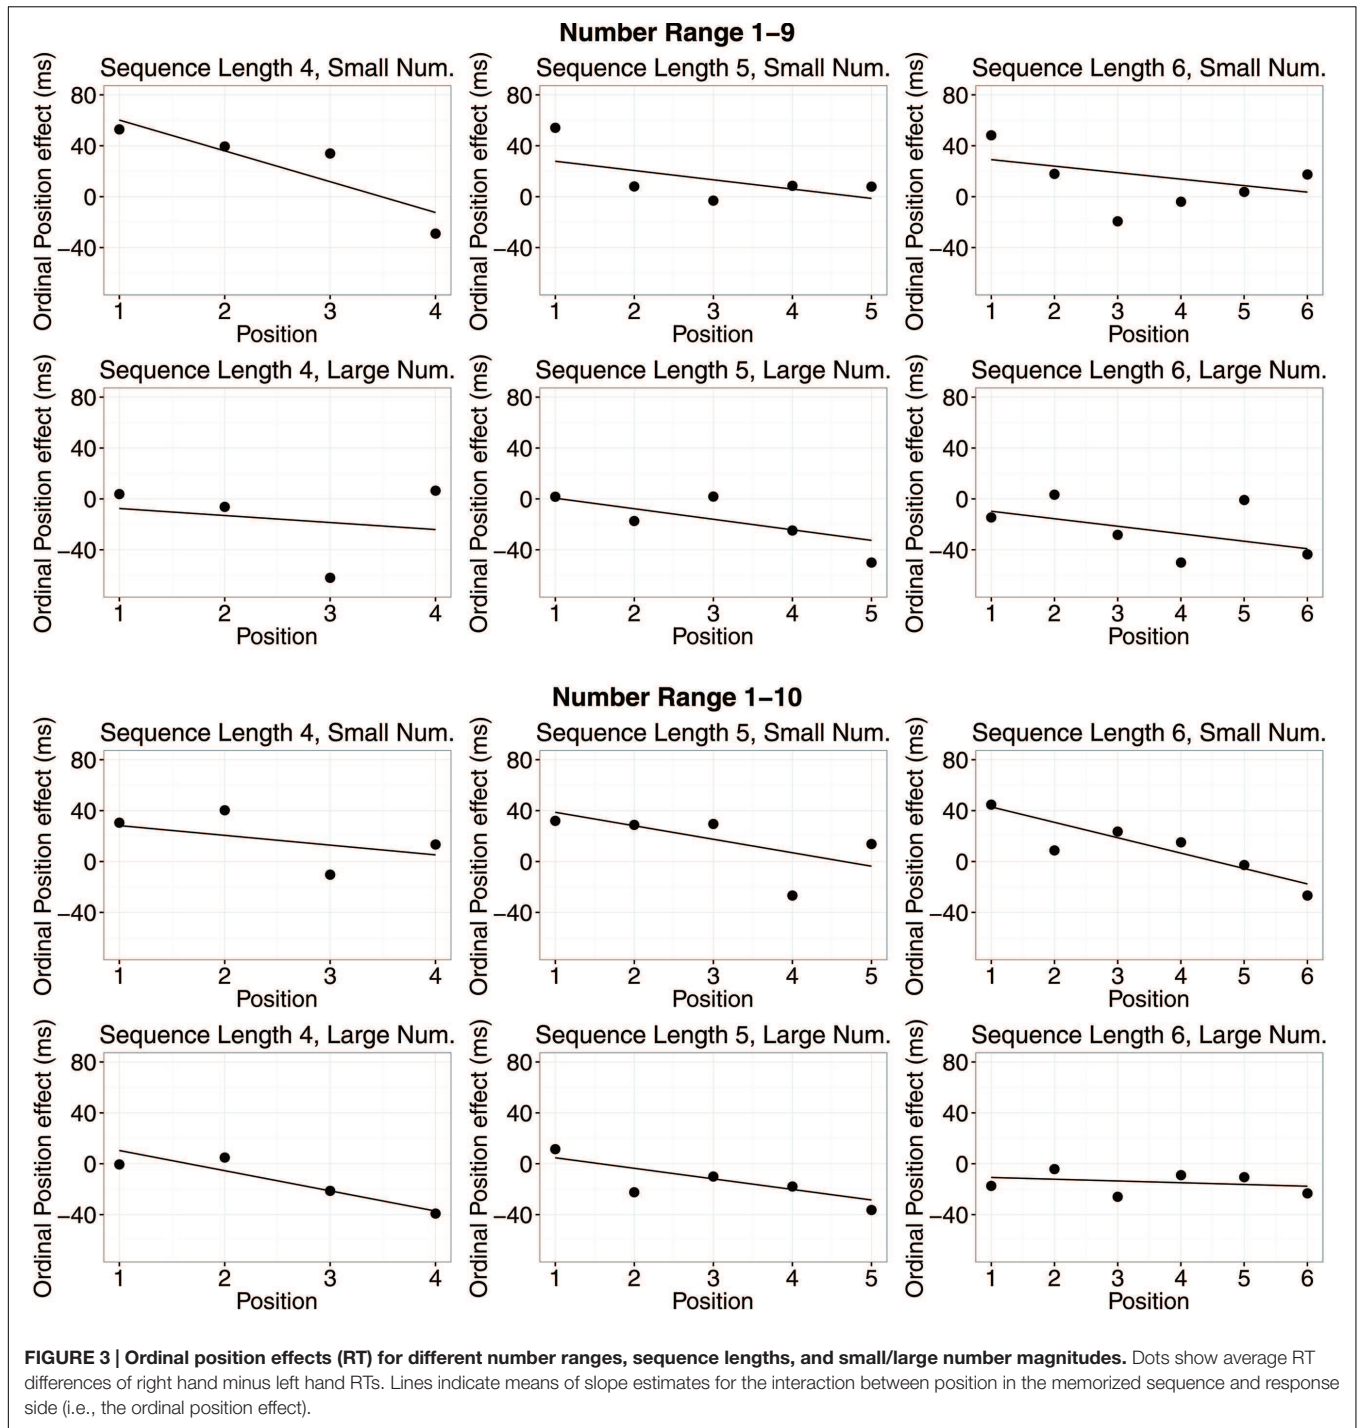 Number Range 1–9
Sequence Length 4, Small Num.
Ordinal Position effect (ms)
80
40
0
−40
1 2 3 4
Position
Sequence Length 5, Small Num.
Ordinal Position effect (ms)
80
40
0
−40
1 2 3 4 5
Position
Sequence Length 6, Small Num.
Ordinal Position effect (ms)
80
40
0
−40
1 2 3 4 5 6
Position
Sequence Length 4, Large Num.
Ordinal Position effect (ms)
80
40
0
−40
1 2 3 4
Position
Sequence Length 5, Large Num.
Ordinal Position effect (ms)
80
40
0
−40
1 2 3 4 5
Position
Sequence Length 6, Large Num.
Ordinal Position effect (ms)
80
40
0
−40
1 2 3 4 5 6
Position
Number Range 1–10
Sequence Length 4, Small Num.
Ordinal Position effect (ms)
80
40
0
−40
1 2 3 4
Position
Sequence Length 5, Small Num.
Ordinal Position effect (ms)
80
40
0
−40
1 2 3 4 5
Position
Sequence Length 6, Small Num.
Ordinal Position effect (ms)
80
40
0
−40
1 2 3 4 5 6
Position
Sequence Length 4, Large Num.
Ordinal Position effect (ms)
80
40
0
−40
1 2 3 4
Position
Sequence Length 5, Large Num.
Ordinal Position effect (ms)
80
40
0
−40
1 2 3 4 5
Position
Sequence Length 6, Large Num.
Ordinal Position effect (ms)
80
40
0
−40
1 2 3 4 5 6
Position
FIGURE 3 | Ordinal position effects (RT) for different number ranges, sequence lengths, and small/large number magnitudes. Dots show average RT
differences of right hand minus left hand RTs. Lines indicate means of slope estimates for the interaction between position in the memorized sequence and response
side (i.e., the ordinal position effect).